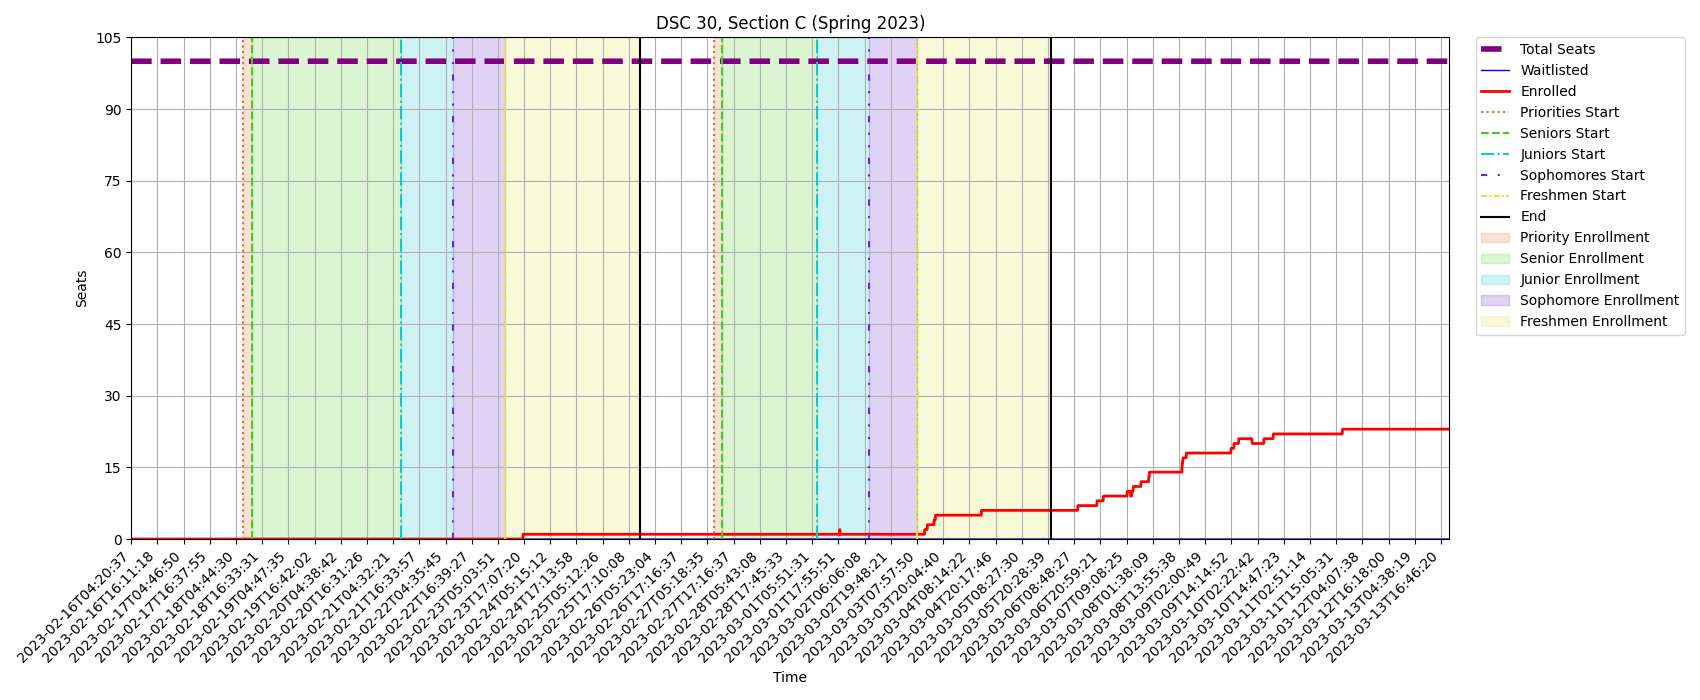 DSC 30, Section C (Spring 2023)
105
90
75
60
45
30
15
0
Seats
2023-02-16T04:20:37
2023-02-16T16:11:18
2023-02-17T04:46:50
2023-02-17T16:37:55
2023-02-18T04:44:30
2023-02-18T16:33:31
2023-02-19T04:47:35
2023-02-19T16:42:02
2023-02-20T04:38:42
2023-02-20T16:31:26
2023-02-21T04:32:21
2023-02-21T16:33:57
2023-02-22T04:35:45
2023-02-22T16:39:27
2023-02-23T05:03:51
2023-02-23T17:07:20
2023-02-24T05:15:12
2023-02-24T17:13:58
2023-02-25T05:12:26
2023-02-25T17:10:08
2023-02-26T05:23:04
2023-02-26T17:16:37
2023-02-27T05:18:35
2023-02-27T17:16:37
2023-02-28T05:43:08
2023-02-28T17:45:33
2023-03-01T05:51:31
2023-03-01T17:55:51
2023-03-02T06:06:08
2023-03-02T19:48:21
2023-03-03T07:57:50
2023-03-03T20:04:40
2023-03-04T08:14:22
2023-03-04T20:17:46
2023-03-05T08:27:30
2023-03-05T20:28:39
2023-03-06T08:48:27
2023-03-06T20:59:21
2023-03-07T09:08:25
2023-03-08T01:38:09
2023-03-08T13:55:38
2023-03-09T02:00:49
2023-03-09T14:14:52
2023-03-10T02:22:42
2023-03-10T14:47:23
2023-03-11T02:51:14
2023-03-11T15:05:31
2023-03-12T04:07:38
2023-03-12T16:18:00
2023-03-13T04:38:19
2023-03-13T16:46:20
Time
Total Seats
Waitlisted
Enrolled
Priorities Start
Seniors Start
Juniors Start
Sophomores Start
Freshmen Start
End
Priority Enrollment
Senior Enrollment
Junior Enrollment
Sophomore Enrollment
Freshmen Enrollment